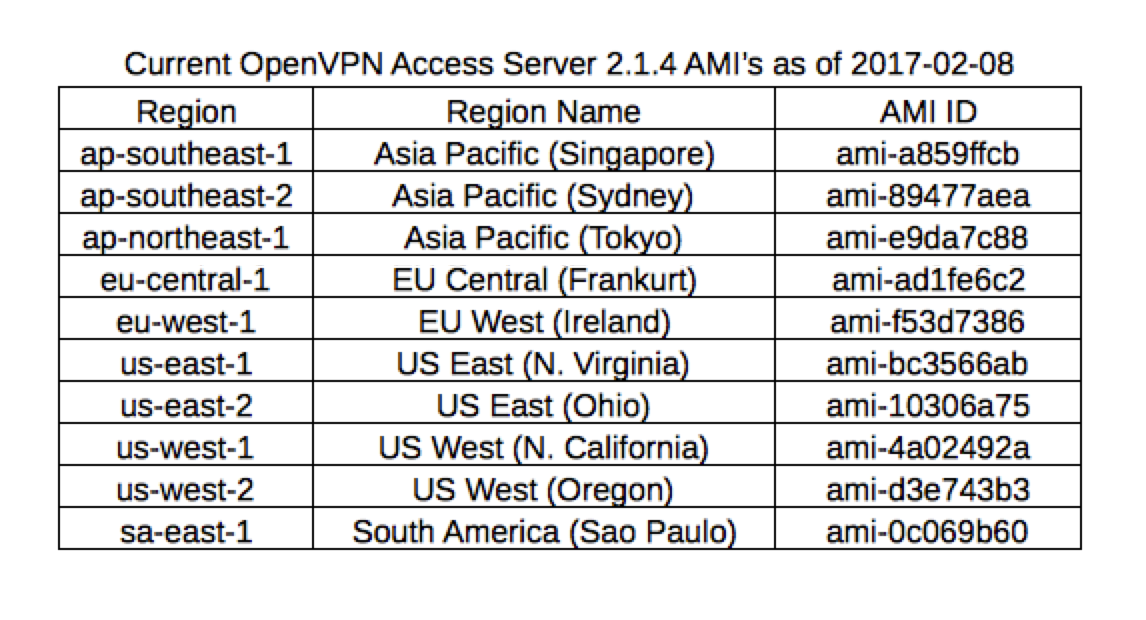 Current OpenVPN Access Server 2.1.4 AMI's as of 2017-02-08
Region Region Name AMI ID
ap-southeast-1 Asia Pacific (Singapore) ami-a859ffcb
ap-southeast-2 Asia Pacific (Sydney) ami-89477aea
ap-northeast-1 Asia Pacific (Tokyo) ami-e9da7c88
eu-central-1 EU Central (Frankurt) ami-ad1fe6c2
eu-west-1 EU West (Ireland) ami-f53d7386
us-east-1 US East (N. Virginia) ami-bc3566ab
us-east-2 US East (Ohio) ami-10306a75
us-west-1 US West (N. California) ami-4a02492a
us-west-2 US West (Oregon) ami-d3e743b3
sa-east-1 South America (Sao Paulo) ami-0c069b60